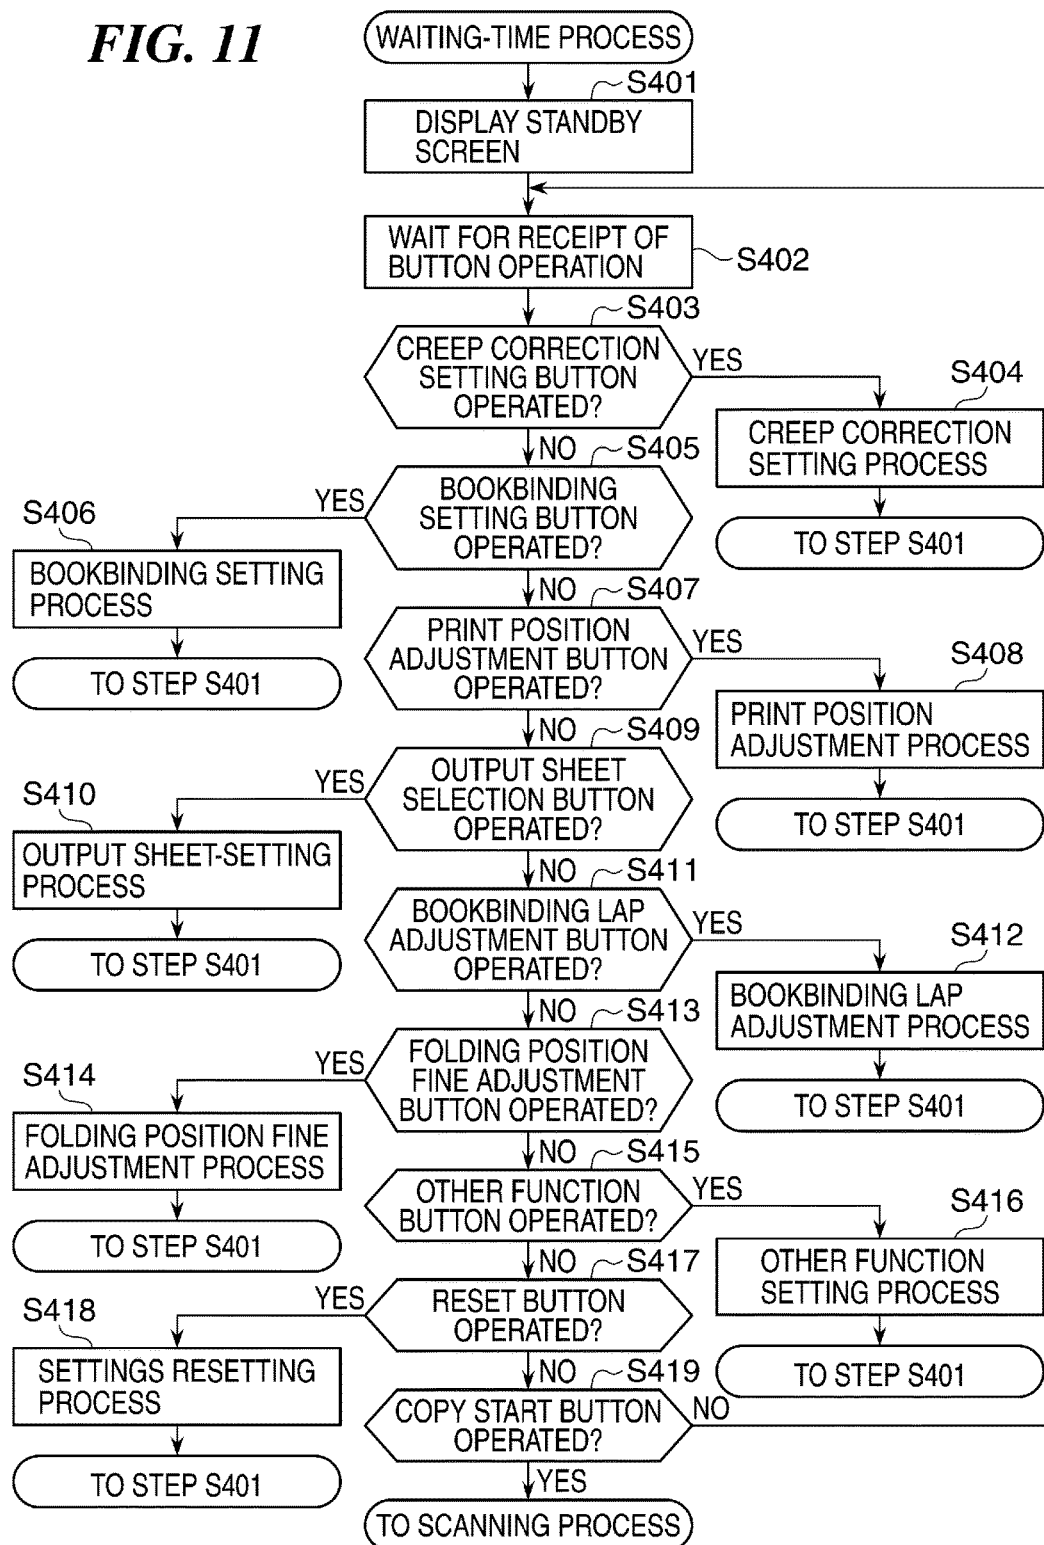 FIG. 11
WAITING-TIME PROCESS
S401
DISPLAY STANDBY
SCREEN
WAIT FOR RECEIPT OF
BUTTON OPERATION
S402
S403
CREEP CORRECTION
SETTING BUTTON
OPERATED?
YES
S404
CREEP CORRECTION
SETTING PROCESS
TO STEP S401
NO
S405
BOOKBINDING
SETTING BUTTON
OPERATED?
YES
S406
BOOKBINDING SETTING
PROCESS
TO STEP S401
NO
S407
PRINT POSITION
ADJUSTMENT BUTTON
OPERATED?
YES
S408
PRINT POSITION
ADJUSTMENT PROCESS
TO STEP S401
NO
S409
OUTPUT SHEET
SELECTION BUTTON
OPERATED?
YES
S410
OUTPUT SHEET-SETTING
PROCESS
TO STEP S401
NO
S411
BOOKBINDING LAP
ADJUSTMENT BUTTON
OPERATED?
YES
S412
BOOKBINDING LAP
ADJUSTMENT PROCESS
TO STEP S401
NO
S413
FOLDING POSITION
FINE ADJUSTMENT
BUTTON OPERATED?
YES
S414
FOLDING POSITION FINE
ADJUSTMENT PROCESS
TO STEP S401
NO
S415
OTHER FUNCTION
BUTTON OPERATED?
YES
S416
OTHER FUNCTION
SETTING PROCESS
TO STEP S401
NO
S417
RESET BUTTON
OPERATED?
YES
S418
SETTINGS RESETTING
PROCESS
TO STEP S401
NO
S419
COPY START BUTTON
OPERATED?
NO
YES
TO SCANNING PROCESS